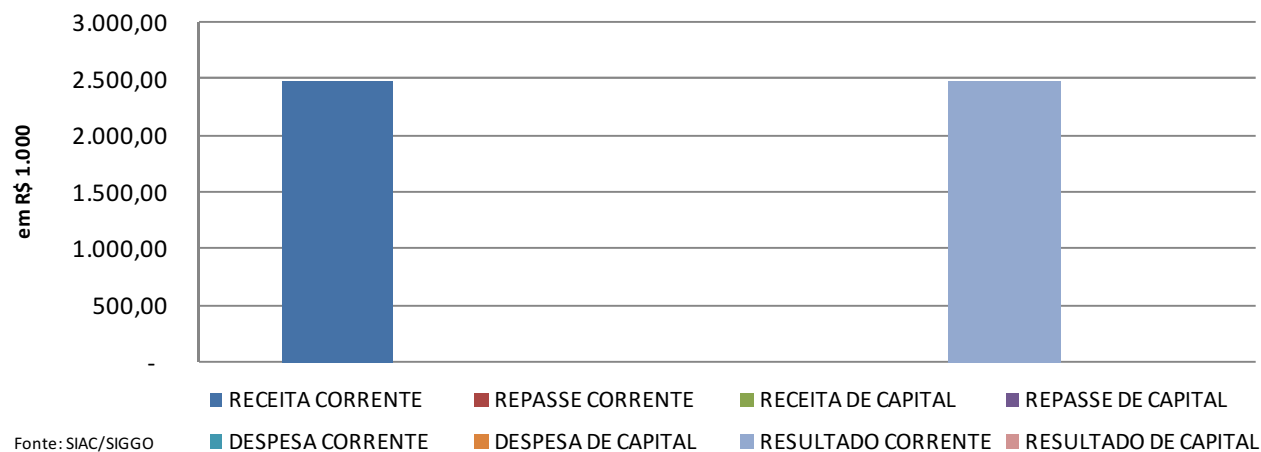 3.000,00
2.500,00
2.000,00
1.500,00
1.000,00
500,00
-
em R$ 1.000
RECEITA CORRENTE REPASSE CORRENTE RECEITA DE CAPITAL REPASSE DE CAPITAL
DESPESA CORRENTE DESPESA DE CAPITAL RESULTADO CORRENTE RESULTADO DE CAPITAL
Fonte: SIAC/SIGGO